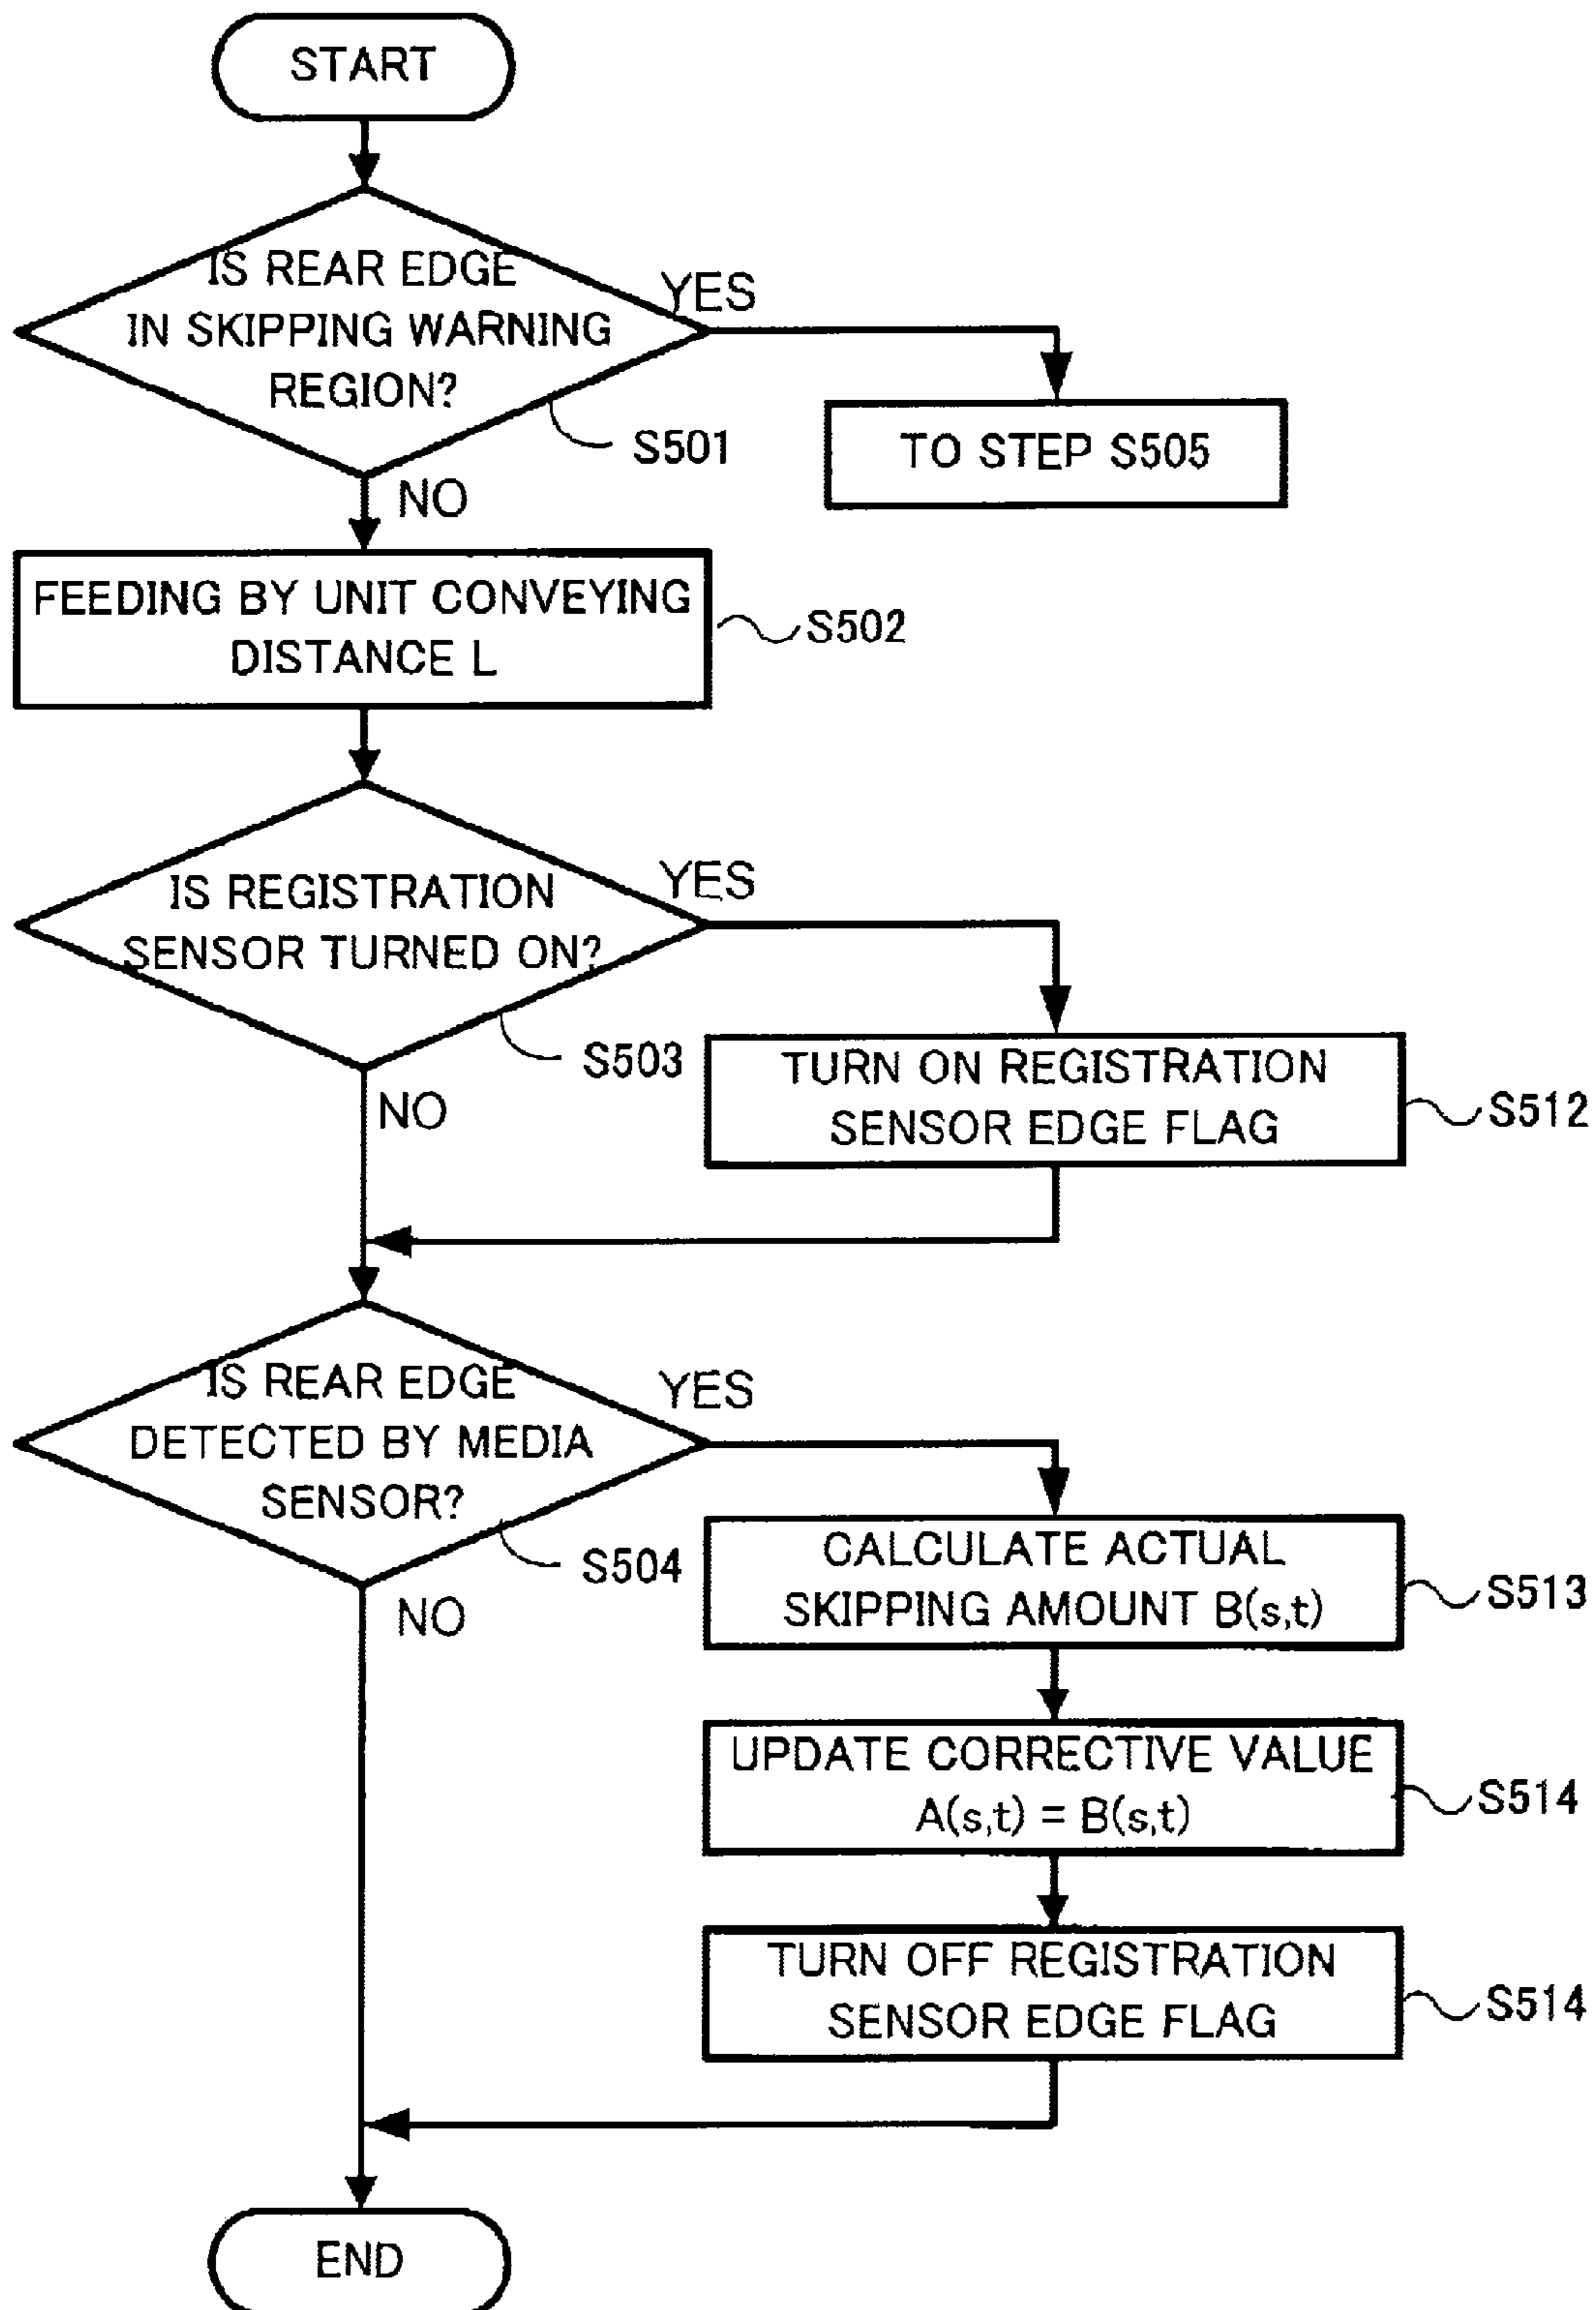 START
IS REAR EDGE
IN SKIPPING WARNING
REGION?
YES
S501
TO STEP S505
NO
FEEDING BY UNIT CONVEYING
DISTANCE L
S502
IS REGISTRATION
SENSOR TURNED ON?
YES
S503
NO
TURN ON REGISTRATION
SENSOR EDGE FLAG
S512
IS REAR EDGE
DETECTED BY MEDIA
SENSOR?
YES
S504
NO
CALCULATE ACTUAL
SKIPPING AMOUNT B(s,t)
S513
UPDATE CORRECTIVE VALUE
A(s,t) = B(s,t)
S514
TURN OFF REGISTRATION
SENSOR EDGE FLAG
S514
END